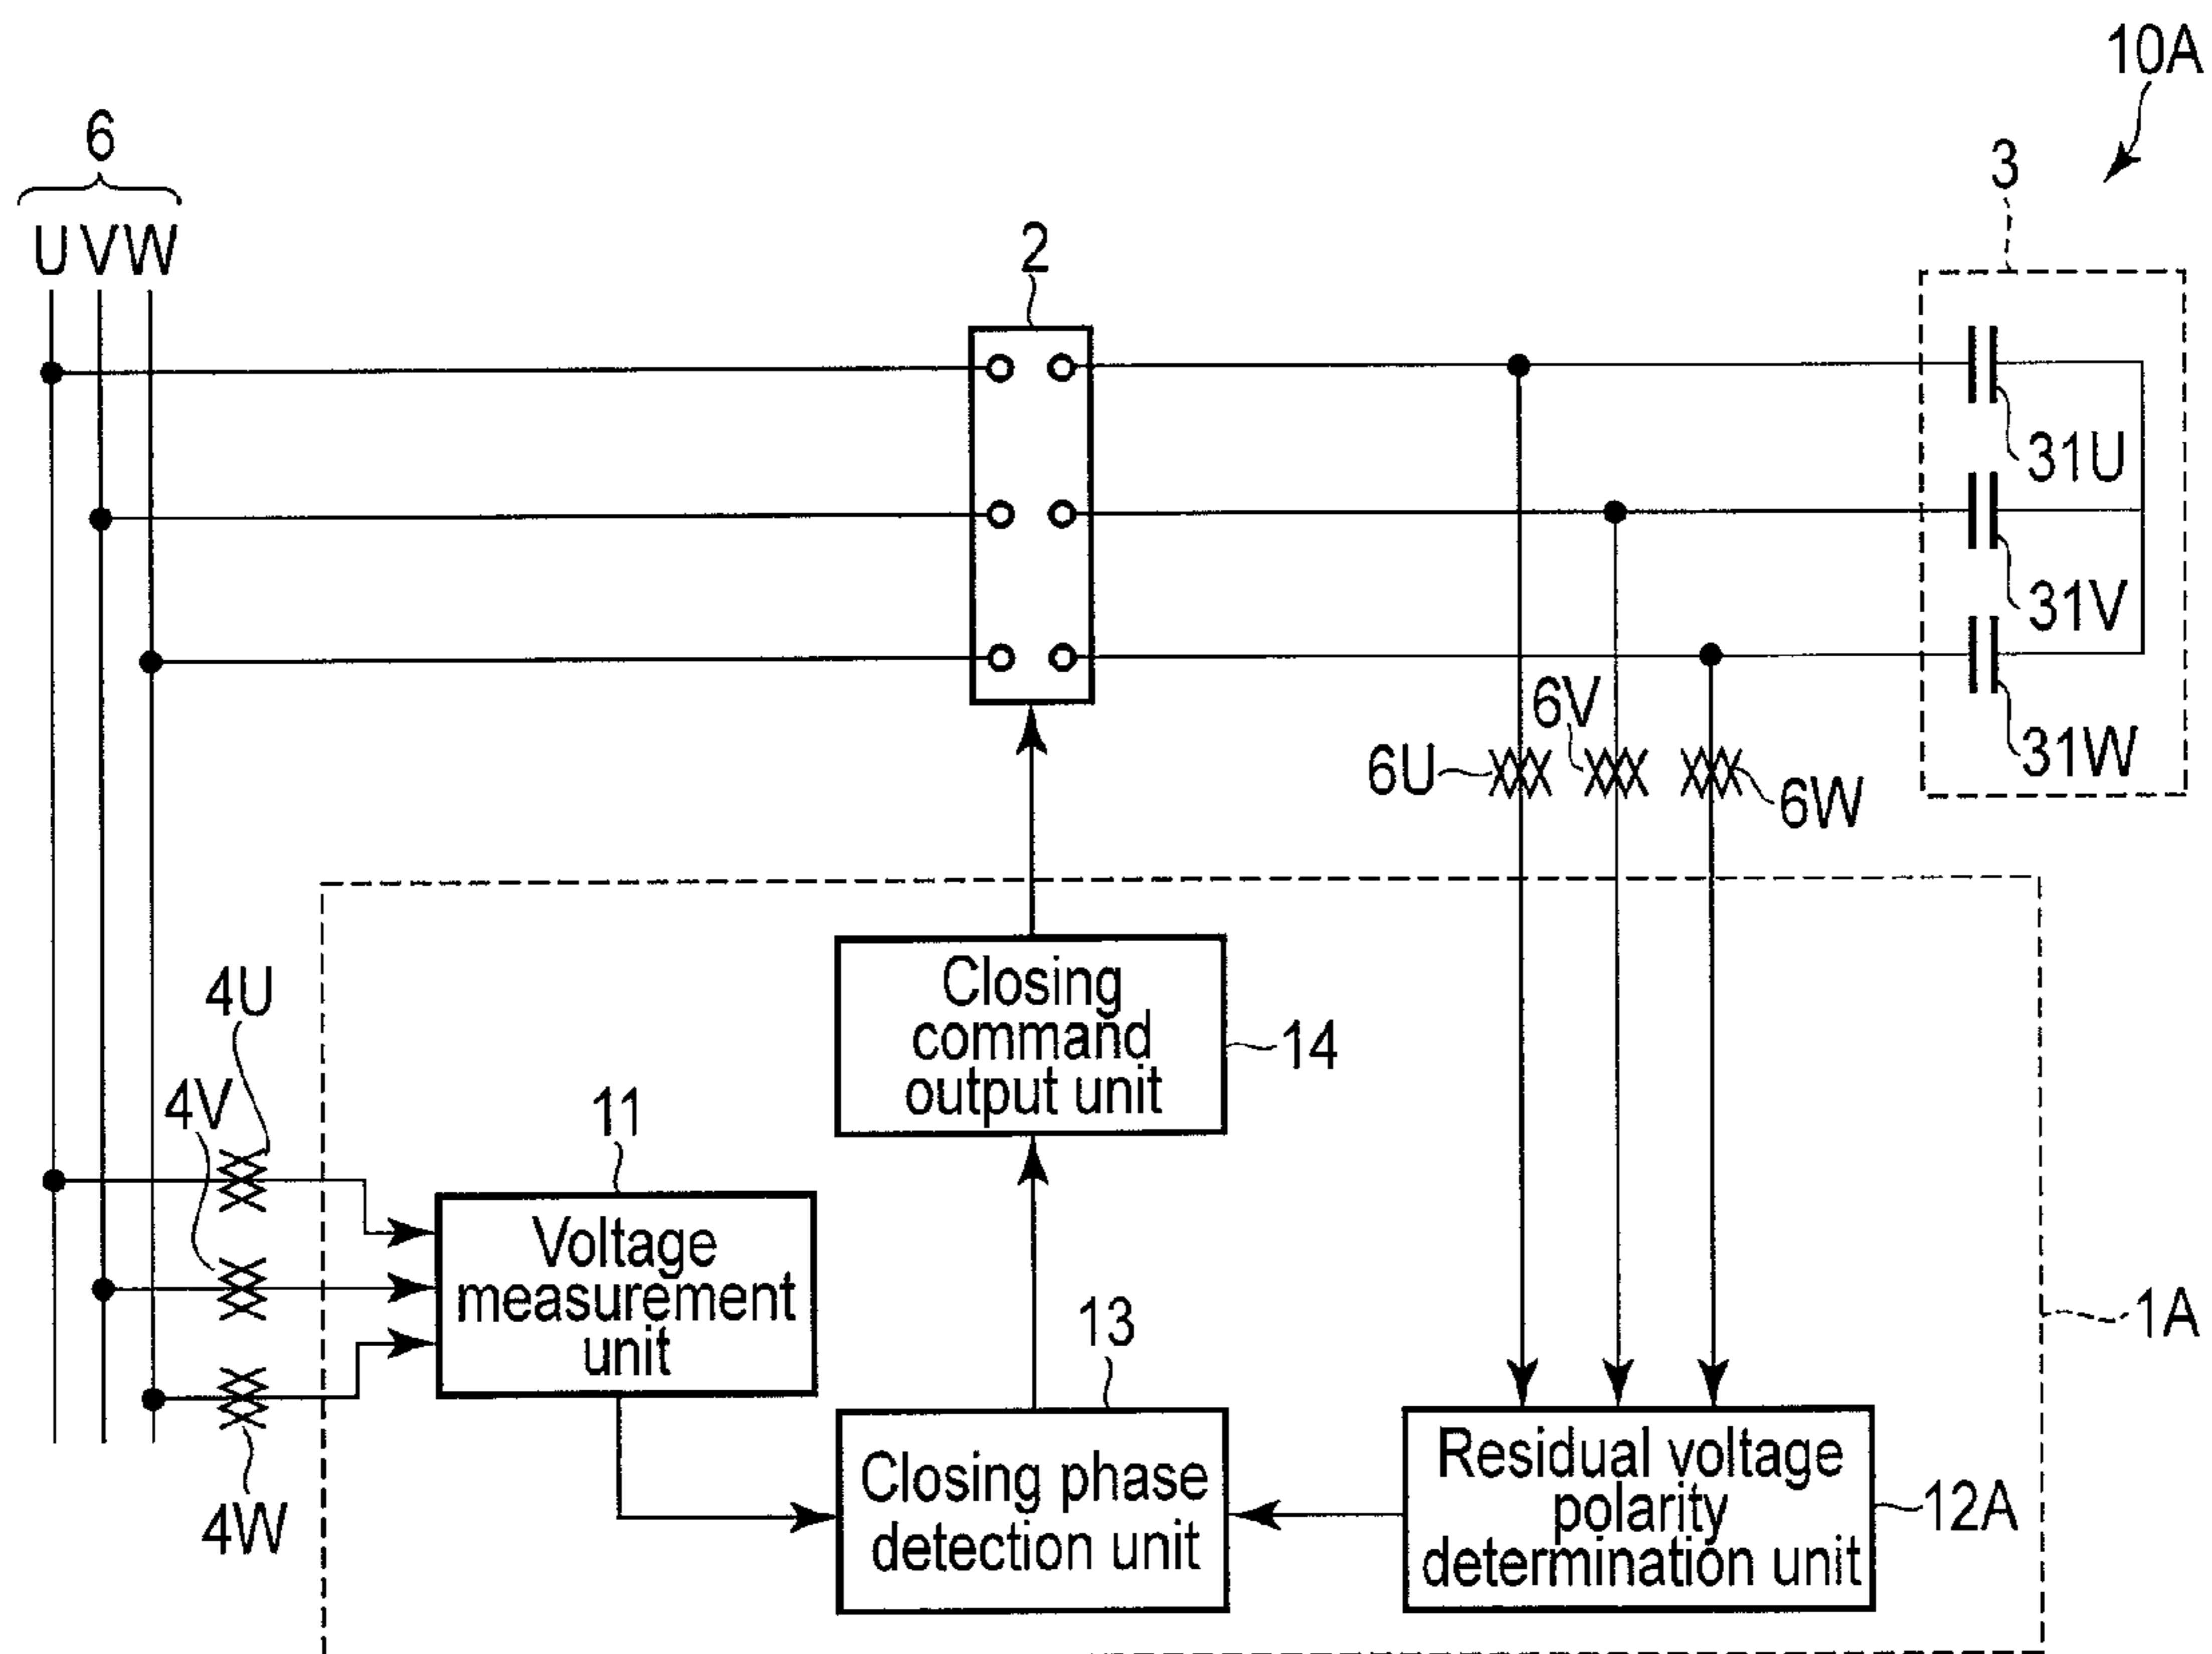 10A
6
3
U V W
2
31U
31V
6V
31W
6U
6W
Closing
command
output unit
14
4U
4V
11
Voltage
measurement
unit
13
1A
Closing phase
detection unit
Residual voltage
polarity
determination unit
12A
4W